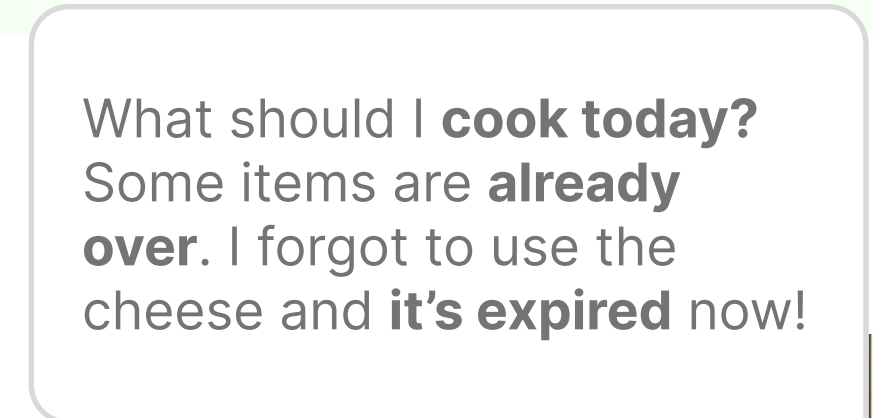 What should I cook today?
Some items are already
over. I forgot to use the
cheese and it’s expired now!